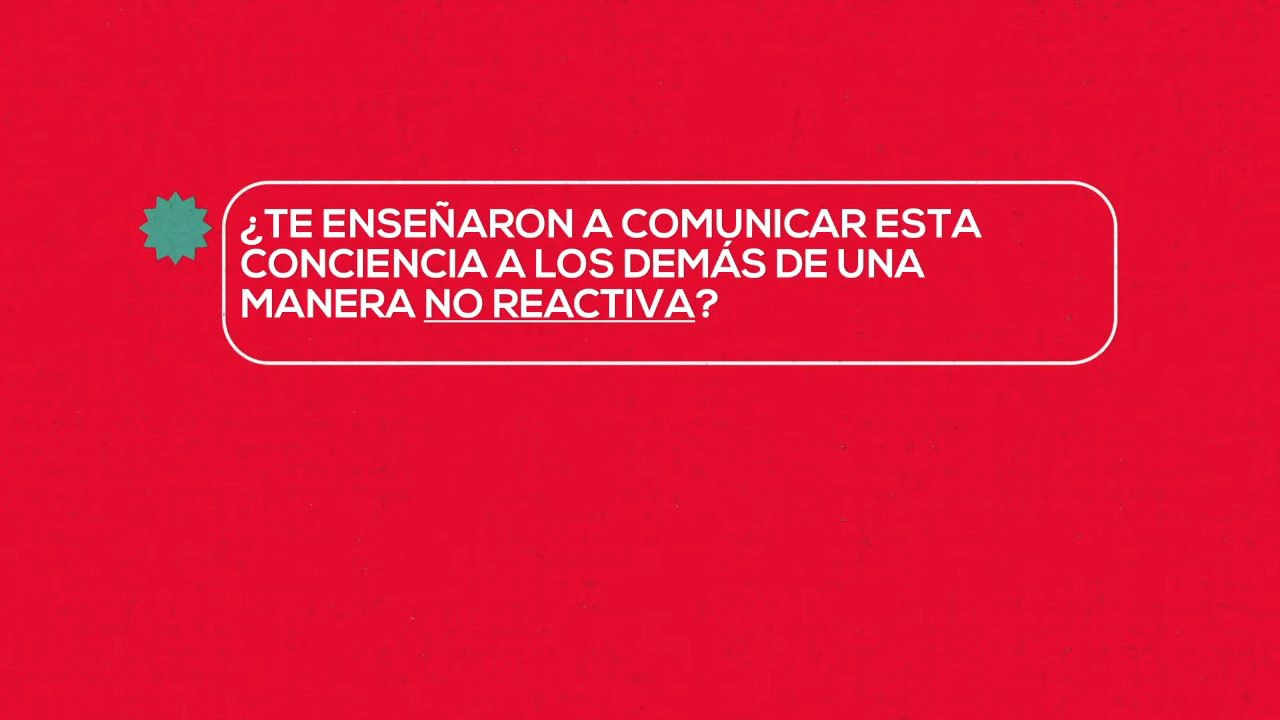 ¿TE ENSEÑARON A COMUNICAR ESTA
CONCIENCIA A LOS DEMÁS DE UNA
MANERA NO REACTIVA?